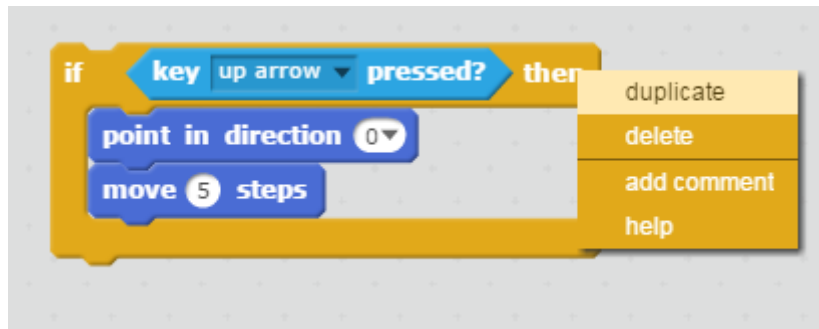 if key up arrow pressed? then
point in direction 0
move 5 steps
duplicate
delete
add comment
help